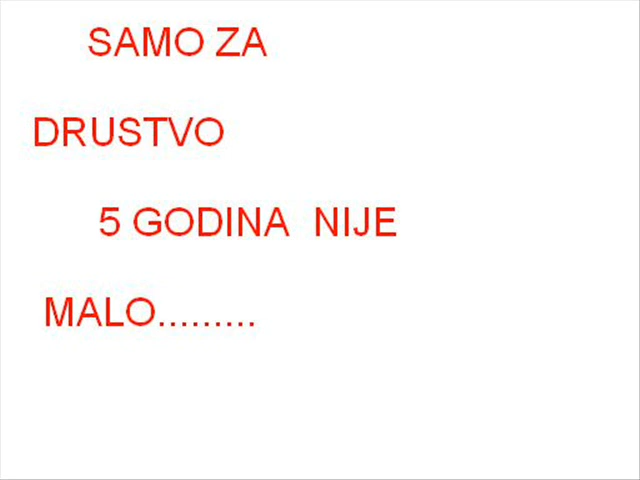 SAMO ZA
DRUSTVO
5 GODINA NIJE
MALO.........